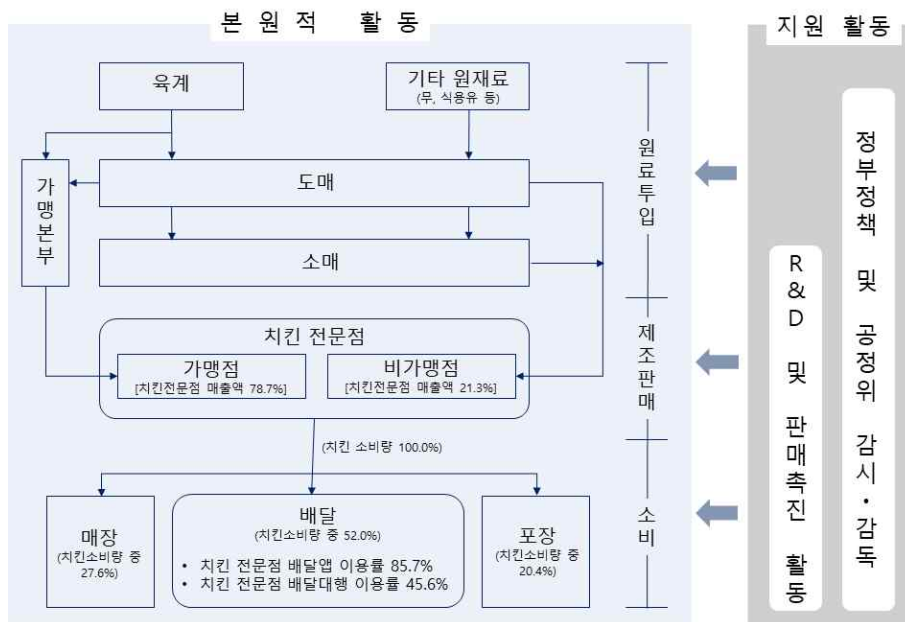 본 원 적 활 동
지원 활동
육계
기타 원재료
(무, 식용유 등)
가맹본부
도매
소매
원료투입
치킨 전문점
가맹점
[치킨전문점 매출액 78.7%]
비가맹점
[치킨전문점 매출액 21.3%]
제조판매
(치킨 소비량 100.0%)
매장
(치킨소비량 중
27.6%)
배달
(치킨소비량 중 52.0%)
• 치킨 전문점 배달앱 이용률 85.7%
• 치킨 전문점 배달대행 이용률 45.6%
포장
(치킨소비량 중
20.4%)
소비
R&D 및 판매촉진 활동
정부정책 및 공정위 감시·감독